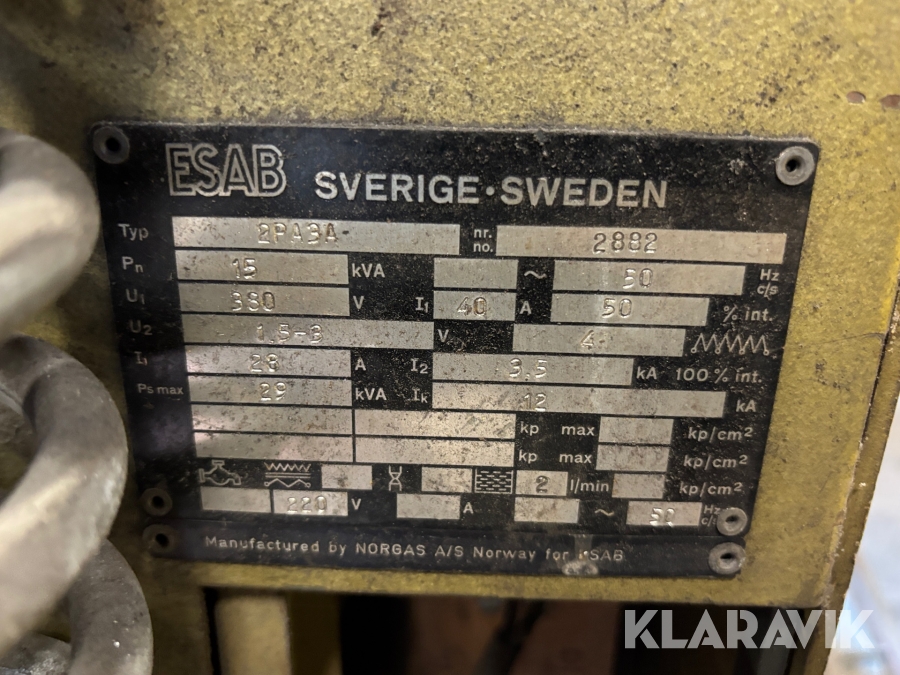 ESAB SVERIGE·SWEDEN
Typ 2PA3A nr. no. 2882
Pn 15 kVA ~ 50 Hz c/s
U1 380 V I1 40 A 50 % int.
U2 1.5-3 V 4
I1 28 A I2 3.5 kA 100% int.
Ps max 29 kVA Ik 12 kA
kp max kp/cm2
kp max kp/cm2
2 l/min kp/cm2
220 V A ~ 50 Hz c/s
Manufactured by NORGAS A/S Norway for ESAB
KLARAVIK